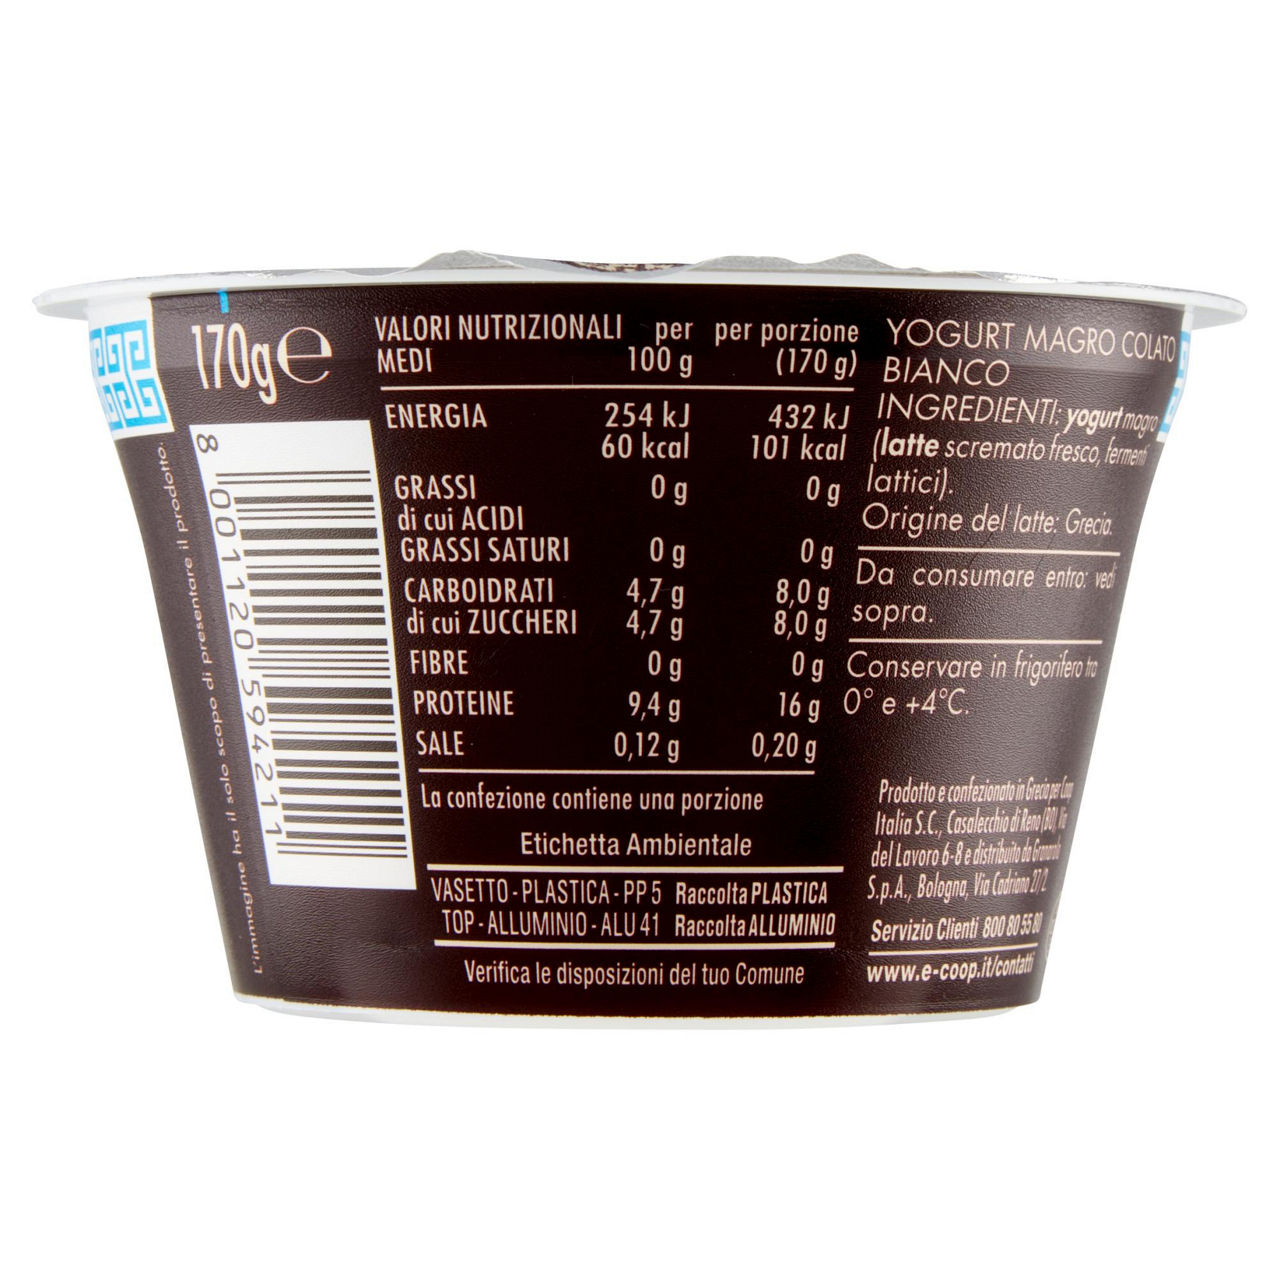 170g e
VALORI NUTRIZIONALI per per porzione
MEDI 100 g (170 g)
ENERGIA 254 kJ 432 kJ
60 kcal 101 kcal
GRASSI 0 g 0 g
di cui ACIDI
GRASSI SATURI 0 g 0 g
CARBOIDRATI 4,7 g 8,0 g
di cui ZUCCHERI 4,7 g 8,0 g
FIBRE 0 g 0 g
PROTEINE 9,4 g 16 g
SALE 0,12 g 0,20 g
La confezione contiene una porzione
Etichetta Ambientale
VASETTO - PLASTICA - PP 5 Raccolta PLASTICA
TOP - ALLUMINIO - ALU 41 Raccolta ALLUMINIO
Verifica le disposizioni del tuo Comune
YOGURT MAGRO COLATO
BIANCO
INGREDIENTI: yogurt magro
(latte scremato fresco, fermenti
lattici).
Origine del latte: Grecia.
Da consumare entro: vedi
sopra.
Conservare in frigorifero tra
0° e +4°C.
Prodotto e confezionato in Grecia per Coop
Italia S.C., Casalecchio di Reno (BO), Via
del Lavoro 6-8 e distribuito da Granarolo
S.p.A., Bologna, Via Cadriano 27/2
Servizio Clienti 800 80 55 80
www.e-coop.it/contatti
8 001120 594211
L'immagine ha il solo scopo di presentare il prodotto.